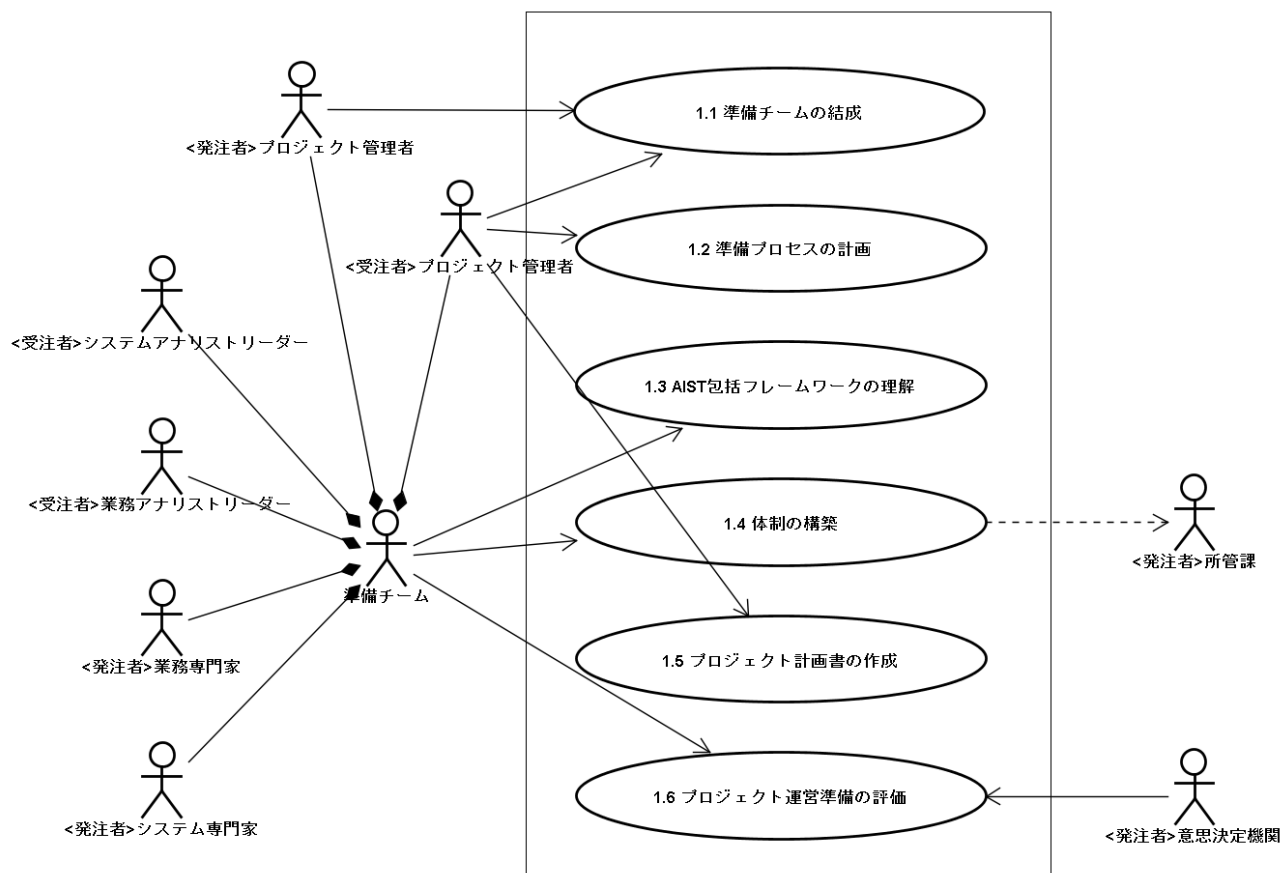 1.1 準備チームの結成
<発注者>プロジェクト管理者
1.2 準備プロセスの計画
<受注者>プロジェクト管理者
<受注者>システムアナリストリーダー
1.3 AIST包括フレームワークの理解
<受注者>業務アナリストリーダー
1.4 体制の構築
<発注者>所管課
準備チーム
<発注者>業務専門家
1.5 プロジェクト計画書の作成
<発注者>システム専門家
1.6 プロジェクト運営準備の評価
<発注者>意思決定機関